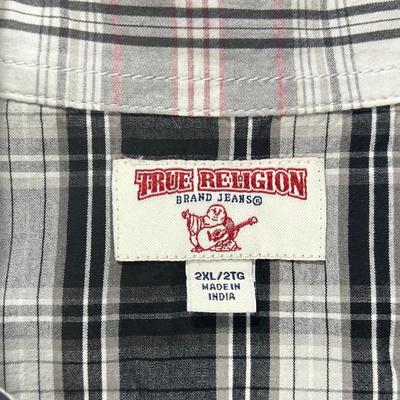 TRUE RELIGION
BRAND JEANS®
2XL/2TG
MADE IN
INDIA